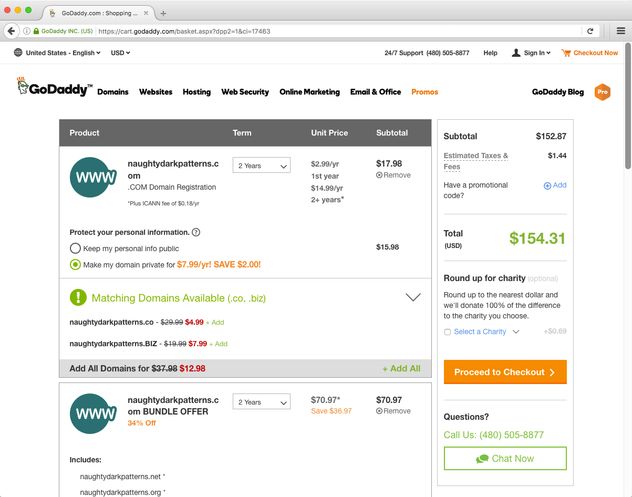 GoDaddy.com : Shopping ...
GoDaddy INC. (US)
https://cart.godaddy.com/basket.aspx?dpp2=1&ci=17463
United States - English
USD
24/7 Support (480) 505-8877
Help
Sign In
Checkout Now
GoDaddy™
Domains
Websites
Hosting
Web Security
Online Marketing
Email & Office
Promos
GoDaddy Blog
Pro
Product Term Unit Price Subtotal
WWW
naughtydarkpatterns.c
om
.COM Domain Registration
*Plus ICANN fee of $0.18/yr
2 Years
$2.99/yr
1st year
$14.99/yr
2+ years*
$17.98
Remove
Protect your personal information. ?
Keep my personal info public
$15.98
Make my domain private for $7.99/yr! SAVE $2.00!
! Matching Domains Available (.co, .biz)
naughtydarkpatterns.co - $29.99 $4.99 + Add
naughtydarkpatterns.BIZ - $19.99 $7.99 + Add
Add All Domains for $37.98 $12.98 + Add All
WWW
naughtydarkpatterns.c
om BUNDLE OFFER
34% Off
2 Years
$70.97*
Save $36.97
$70.97
Remove
Includes:
naughtydarkpatterns.net *
naughtydarkpatterns.org *
Subtotal $152.87
Estimated Taxes & $1.44
Fees
Have a promotional Add
code?
Total $154.31
(USD)
Round up for charity (optional)
Round up to the nearest dollar and
we'll donate 100% of the difference
to the charity you choose.
Select a Charity +$0.69
Proceed to Checkout
Questions?
Call Us: (480) 505-8877
Chat Now